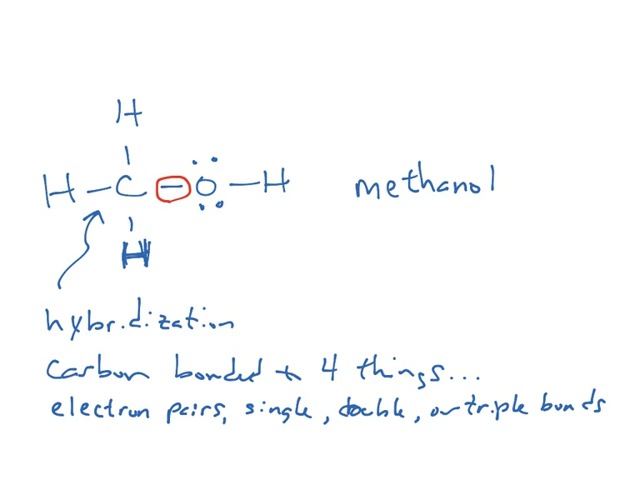 H
H – C – O – H methanol
H
hybridization
carbon bonded to 4 things...
electron pairs, single, double, or triple bonds